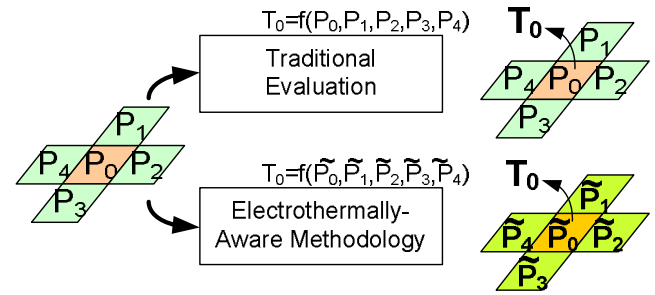 T₀=f(P₀,P₁,P₂,P₃,P₄)
Traditional
Evaluation
T₀
P₁
P₄ P₀ P₂
P₃
P₁
P₄ P₀ P₂
P₃
T₀=f(P̃₀,P̃₁,P̃₂,P̃₃,P̃₄)
Electrothermally-
Aware Methodology
T₀
P̃₁
P̃₄ P̃₀ P̃₂
P̃₃